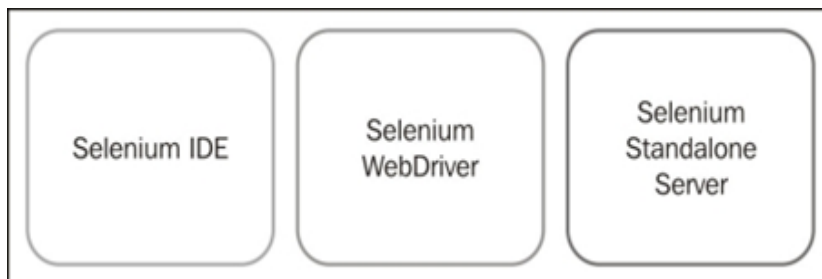 Selenium IDE
Selenium
WebDriver
Selenium
Standalone
Server